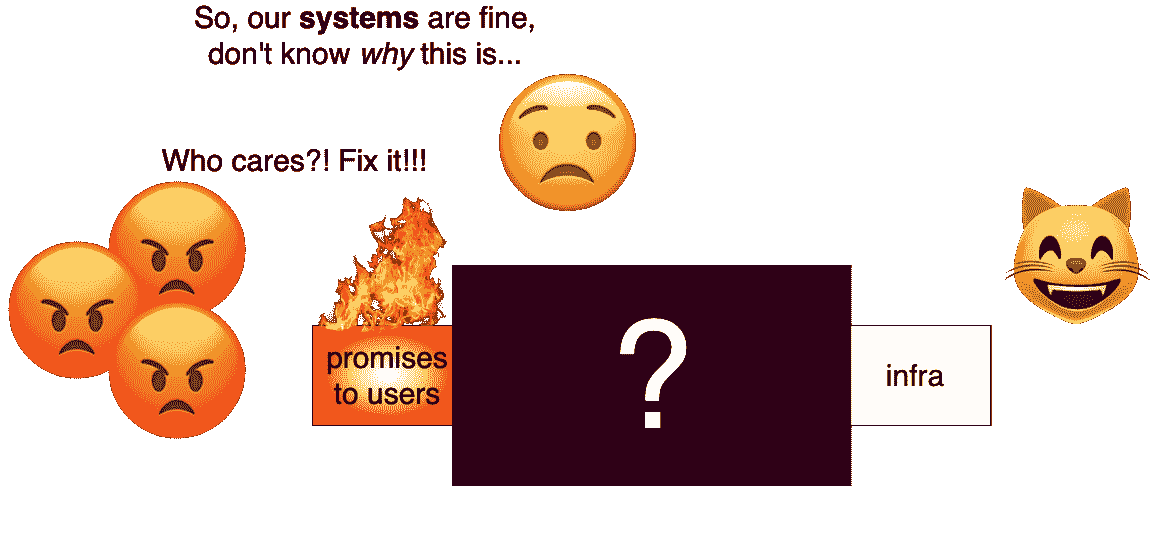 So, our systems are fine,
don't know why this is...
Who cares?! Fix it!!!
promises
to users
?
infra